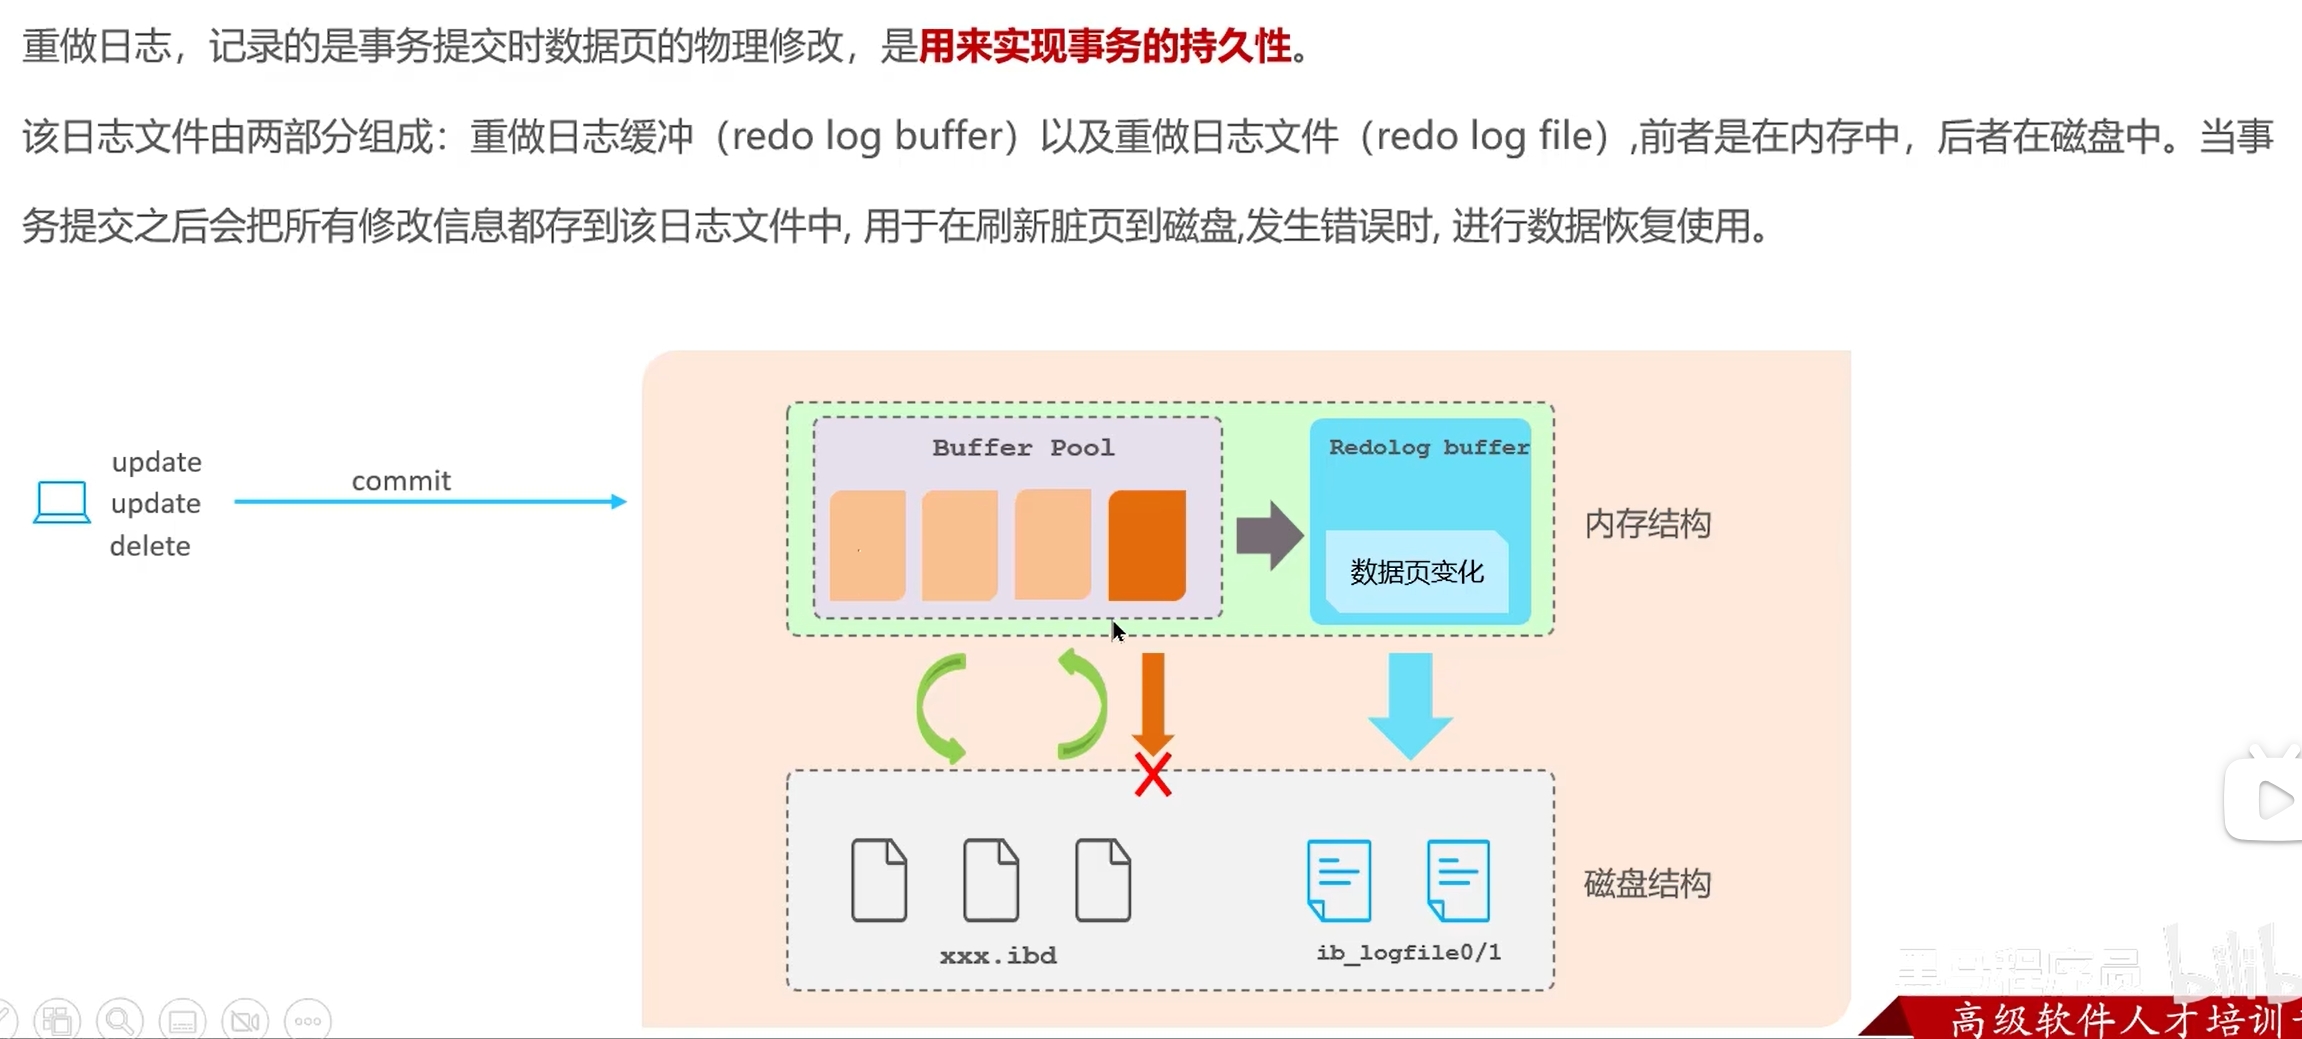 重做日志，记录的是事务提交时数据页的物理修改，是用来实现事务的持久性。
该日志文件由两部分组成：重做日志缓冲（redo log buffer）以及重做日志文件（redo log file）,前者是在内存中，后者在磁盘中。当事
务提交之后会把所有修改信息都存到该日志文件中, 用于在刷新脏页到磁盘,发生错误时, 进行数据恢复使用。
Buffer Pool
Redolog buffer
update
commit
update
delete
数据页变化
内存结构
磁盘结构
xxx.ibd
ib_logfile0/1
黑马程序员
bilib
高级软件人才培训